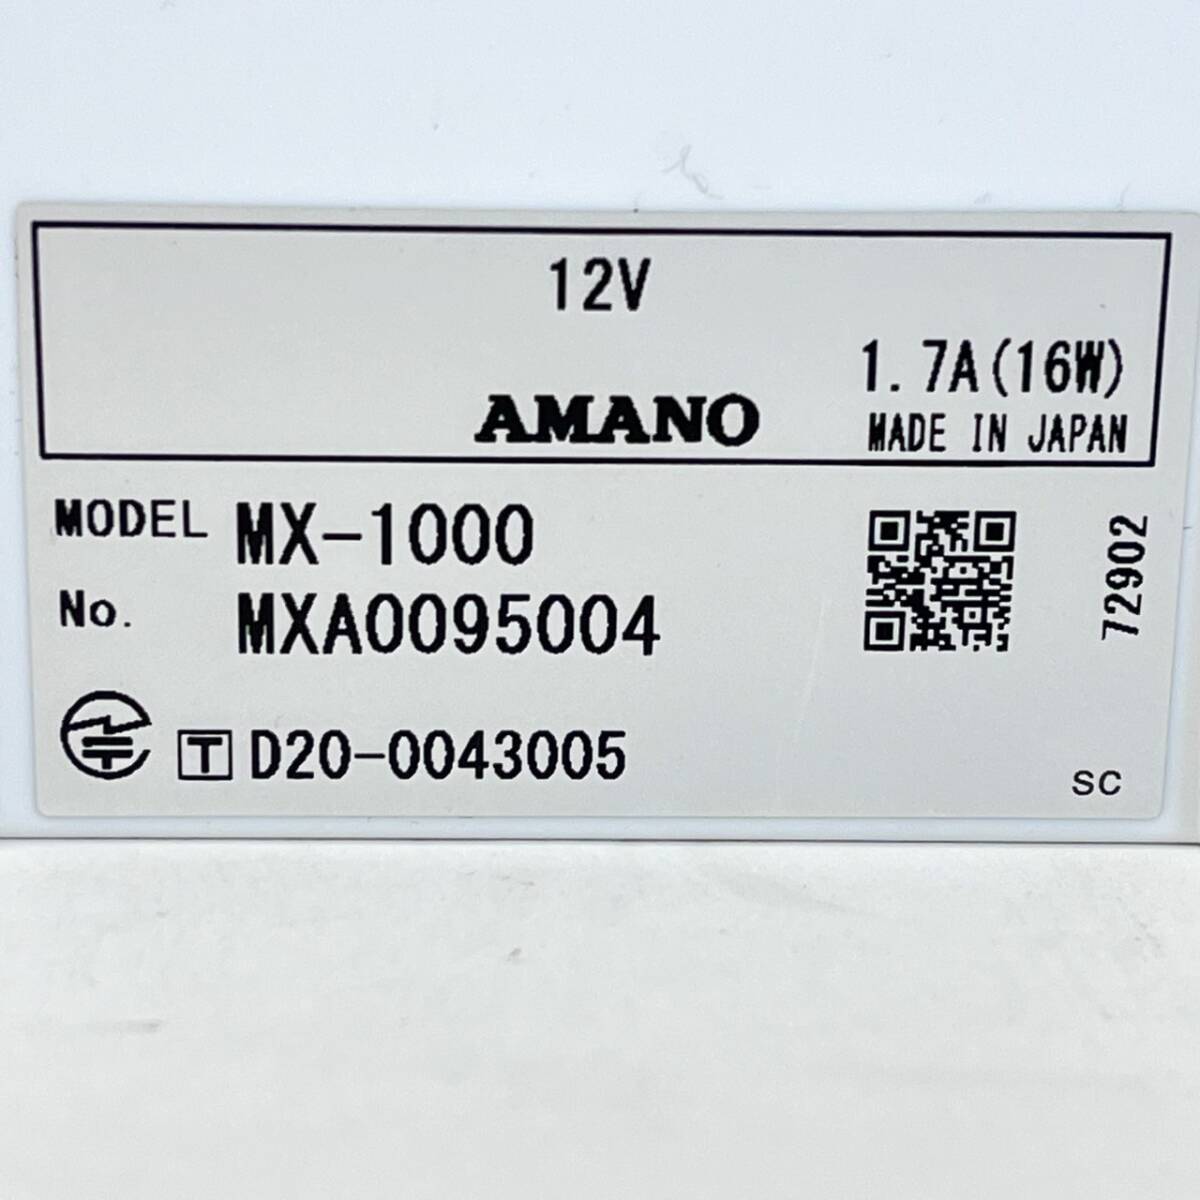 12V
1.7A(16W)
AMANO
MADE IN JAPAN
MODEL MX-1000
No. MXA0095004
72902
T D20-0043005
SC